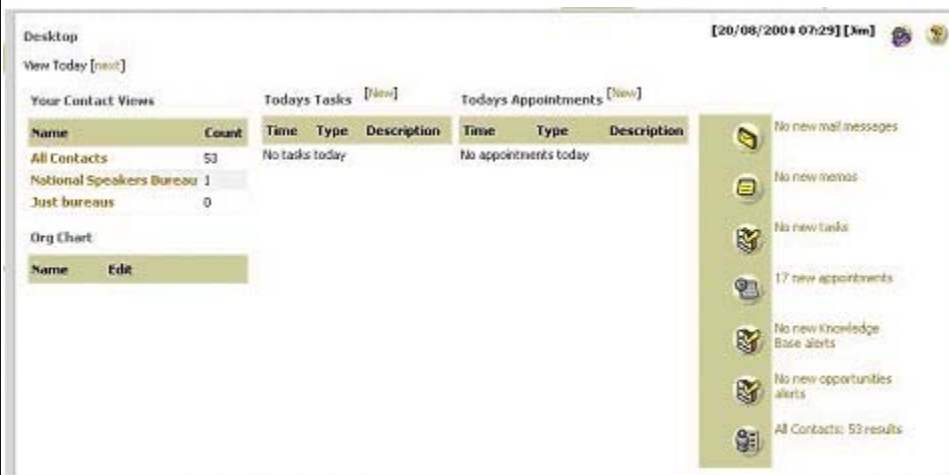 Desktop
[20/08/2004 07:29] [Jim]
View Today [next]
Your Contact Views
Name Count
All Contacts 53
National Speakers Bureau 1
Just bureaus 0
Org Chart
Name Edit
Todays Tasks [New]
Time Type Description
No tasks today
Todays Appointments [New]
Time Type Description
No appointments today
No new mail messages
No new memos
No new tasks
17 new appointments
No new Knowledge
Base alerts
No new opportunities
alerts
All Contacts: 53 results